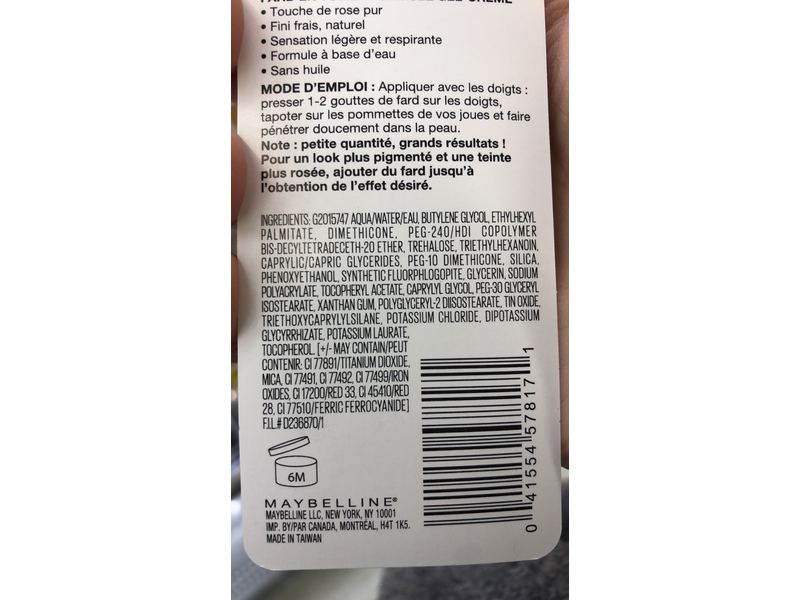 GEL-CRÈME
• Touche de rose pur
• Fini frais, naturel
• Sensation légère et respirante
• Formule à base d'eau
• Sans huile
MODE D'EMPLOI : Appliquer avec les doigts :
presser 1-2 gouttes de fard sur les doigts,
tapoter sur les pommettes de vos joues et faire
pénétrer doucement dans la peau.
Note : petite quantité, grands résultats !
Pour un look plus pigmenté et une teinte
plus rosée, ajouter du fard jusqu'à
l'obtention de l'effet désiré.
INGREDIENTS: G2015747 AQUA/WATER/EAU, BUTYLENE GLYCOL, ETHYLHEXYL
PALMITATE, DIMETHICONE, PEG-240/HDI COPOLYMER
BIS-DECYLTETRADECETH-20 ETHER, TREHALOSE, TRIETHYLHEXANOIN,
CAPRYLIC/CAPRIC GLYCERIDES, PEG-10 DIMETHICONE, SILICA,
PHENOXYETHANOL, SYNTHETIC FLUORPHLOGOPITE, GLYCERIN, SODIUM
POLYACRYLATE, TOCOPHERYL ACETATE, CAPRYLYL GLYCOL, PEG-30 GLYCERYL
ISOSTEARATE, XANTHAN GUM, POLYGLYCERYL-2 DIISOSTEARATE, TIN OXIDE,
TRIETHOXYCAPRYLYLSILANE, POTASSIUM CHLORIDE, DIPOTASSIUM
GLYCYRRHIZATE, POTASSIUM LAURATE,
TOCOPHEROL. [+/- MAY CONTAIN/PEUT
CONTENIR: CI 77891/TITANIUM DIOXIDE,
MICA, CI 77491, CI 77492, CI 77499/IRON
OXIDES, CI 17200/RED 33, CI 45410/RED
28, CI 77510/FERRIC FERROCYANIDE]
F.I.L.# D236870/1
6M
MAYBELLINE®
MAYBELLINE LLC, NEW YORK, NY 10001
IMP. BY/PAR CANADA, MONTRÉAL, H4T 1K5.
MADE IN TAIWAN
0 41554 57817 1